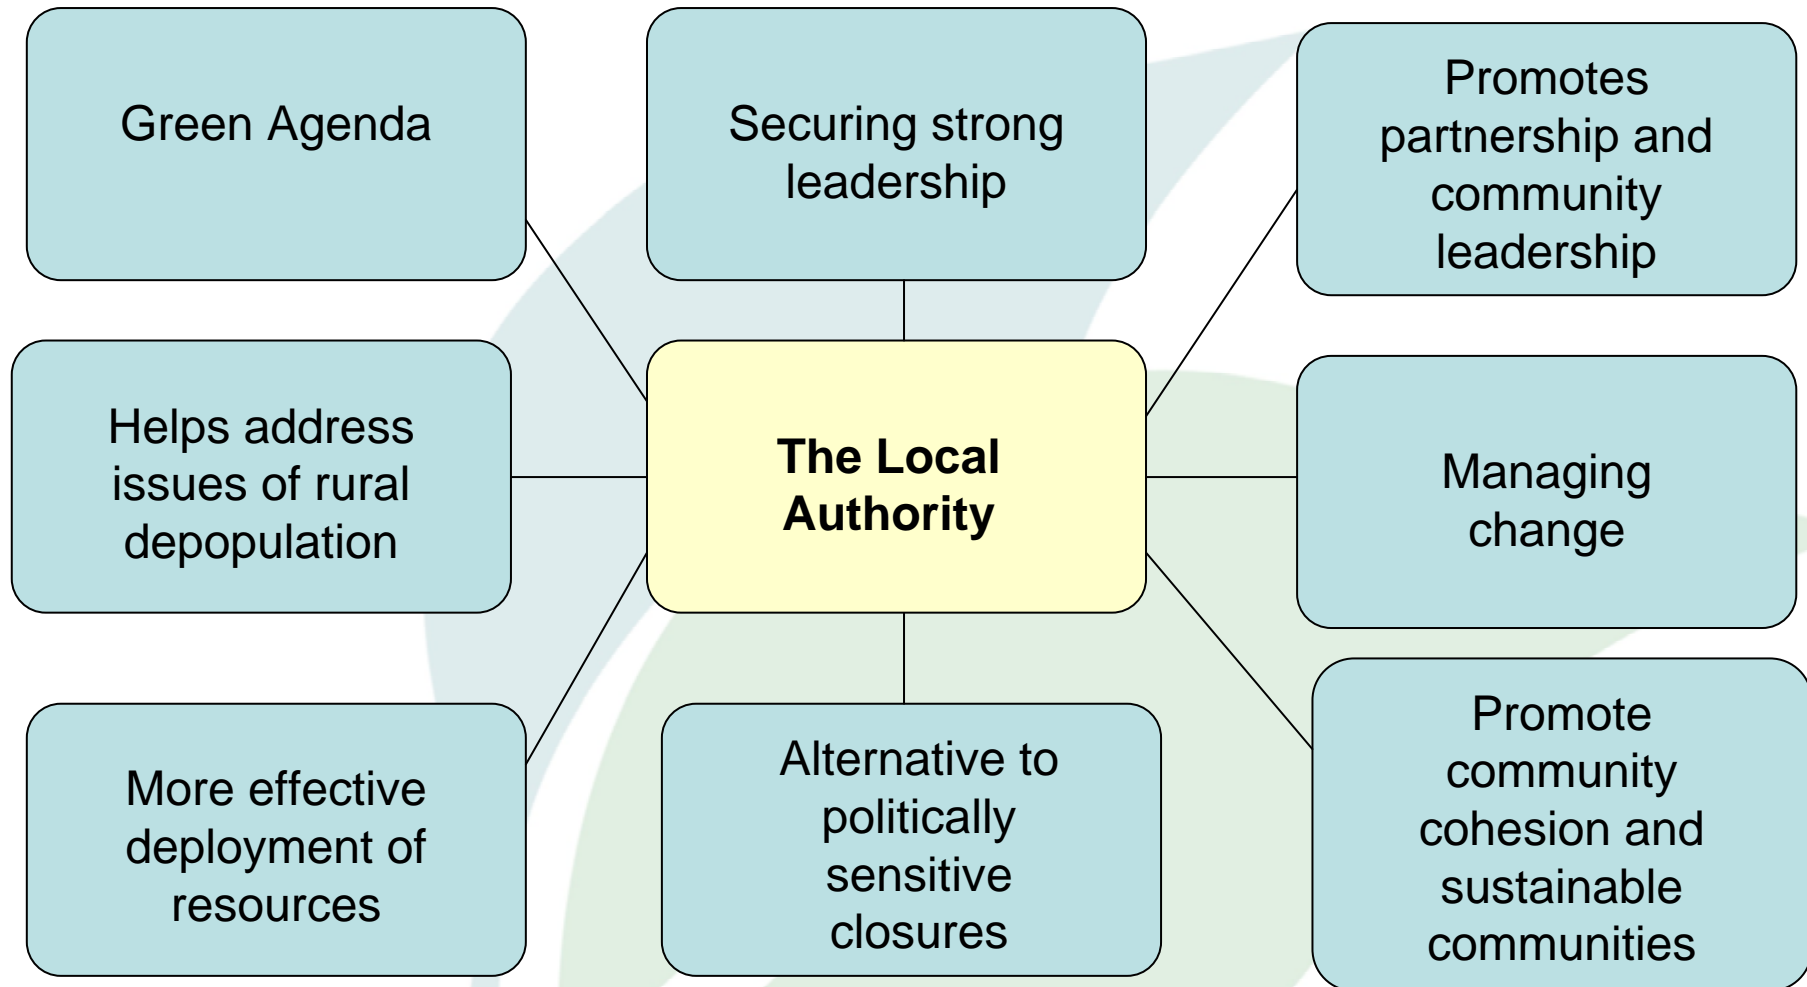 Green Agenda
Securing strong
leadership
Promotes
partnership and
community
leadership
Helps address
issues of rural
depopulation
The Local
Authority
Managing
change
More effective
deployment of
resources
Alternative to
politically
sensitive
closures
Promote
community
cohesion and
sustainable
communities